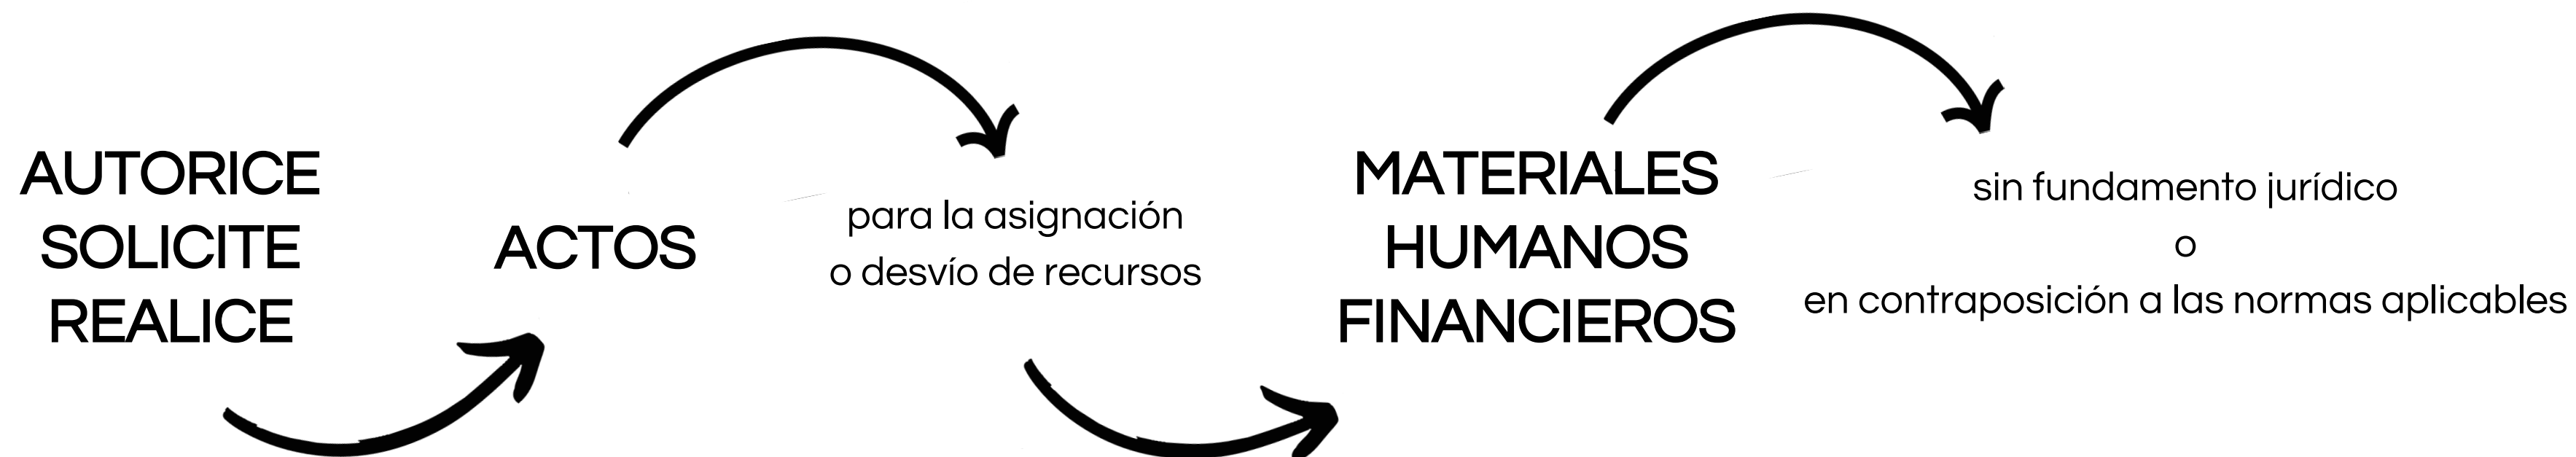 AUTORICE
SOLICITE
REALICE
ACTOS
para la asignación
o desvío de recursos
MATERIALES
HUMANOS
FINANCIEROS
sin fundamento jurídico
o
en contraposición a las normas aplicables